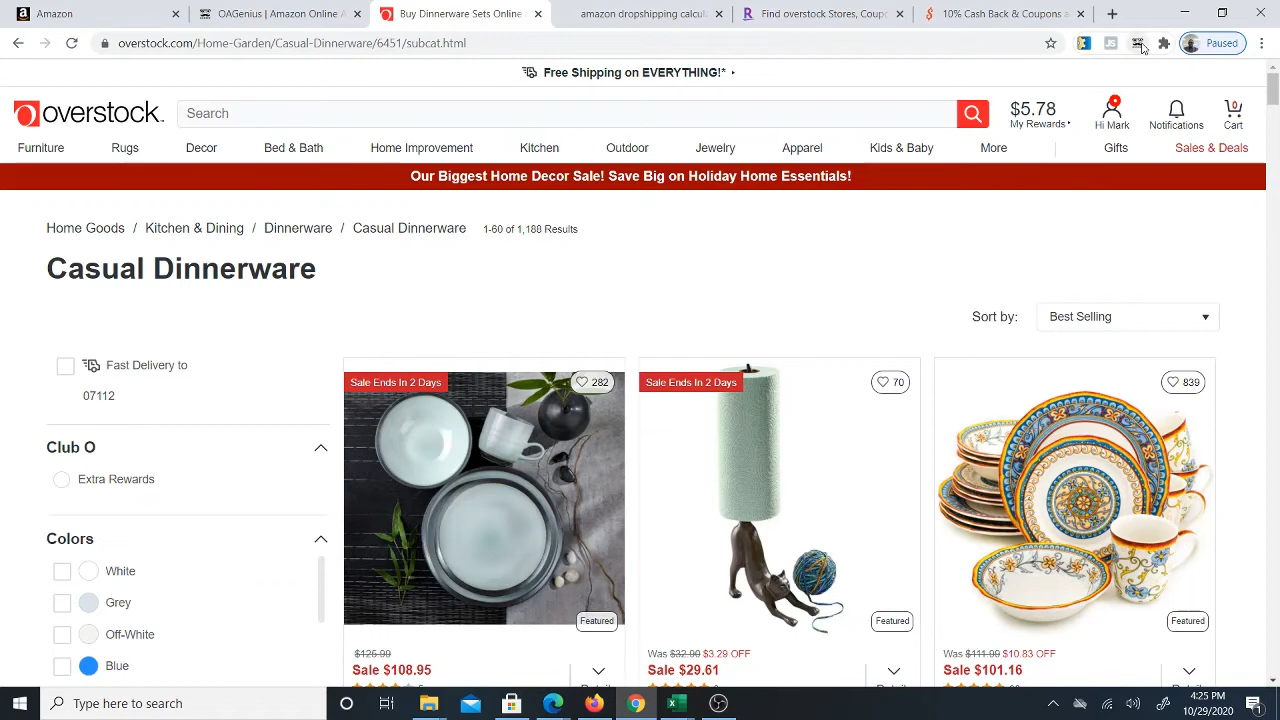 Amazon
OAGenius | Amazon Online A
Buy Dinnerware Sets Online
amazon dropshipping calcul
Find overstock Stores, Coupo
10% Cash Back & Coupons a
overstock.com/Home-Garden/Casual-Dinnerware/6451/subcat.html
JS
Paused
Free Shipping on EVERYTHING!*
overstock.
Search
$5.78
My Rewards
Hi Mark
Notifications
0
Cart
Furniture
Rugs
Decor
Bed & Bath
Home Improvement
Kitchen
Outdoor
Jewelry
Apparel
Kids & Baby
More
Gifts
Sales & Deals
Our Biggest Home Decor Sale! Save Big on Holiday Home Essentials!
Home Goods / Kitchen & Dining / Dinnerware / Casual Dinnerware 1-60 of 1,188 Results
Casual Dinnerware
Sort by: Best Selling
Fast Delivery to
07112
Club O
Extra Rewards
Colors
Off-White
Blue
Sale Ends In 2 Days
282
Featured
$125.99
Sale $108.95
Sale Ends In 2 Days
Featured
Was $32.90 $3.29 OFF
Sale $29.61
839
Featured
Was $111.99 $10.83 OFF
Sale $101.16
Type here to search
4:25 PM
10/29/2020